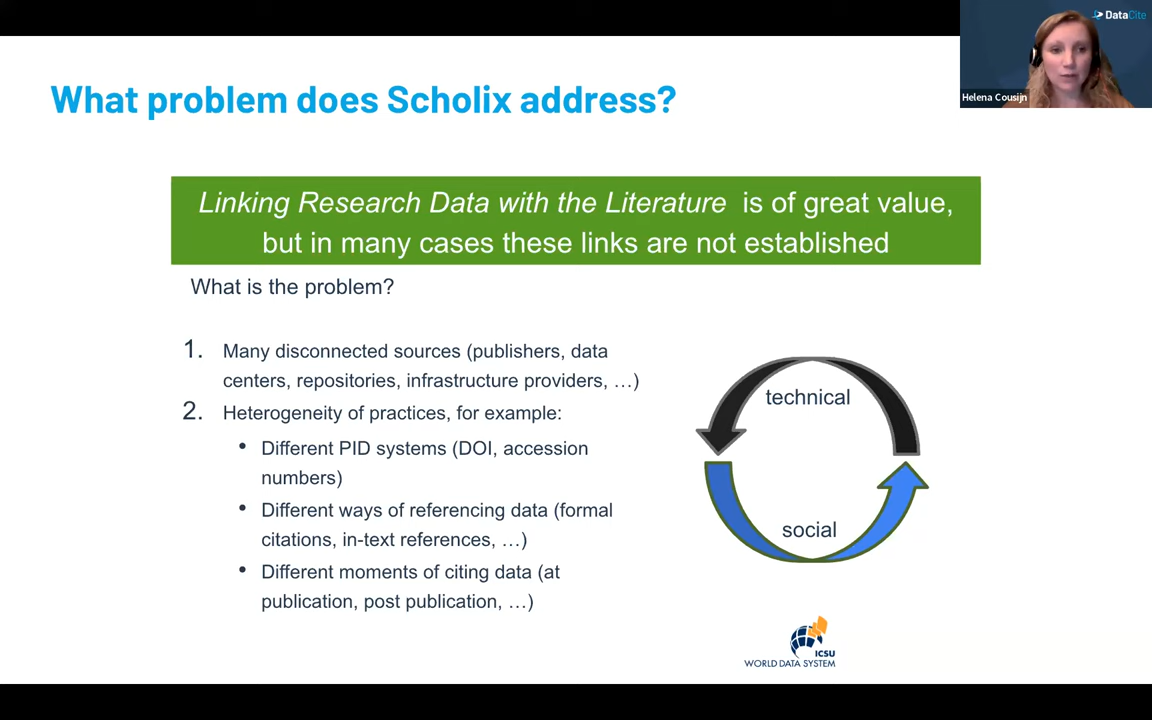 DataCite
Helena Cousijn
What problem does Scholix address?
Linking Research Data with the Literature is of great value,
but in many cases these links are not established
What is the problem?
1. Many disconnected sources (publishers, data
centers, repositories, infrastructure providers, …)
2. Heterogeneity of practices, for example:
• Different PID systems (DOI, accession
numbers)
• Different ways of referencing data (formal
citations, in-text references, …)
• Different moments of citing data (at
publication, post publication, …)
technical
social
ICSU
WORLD DATA SYSTEM